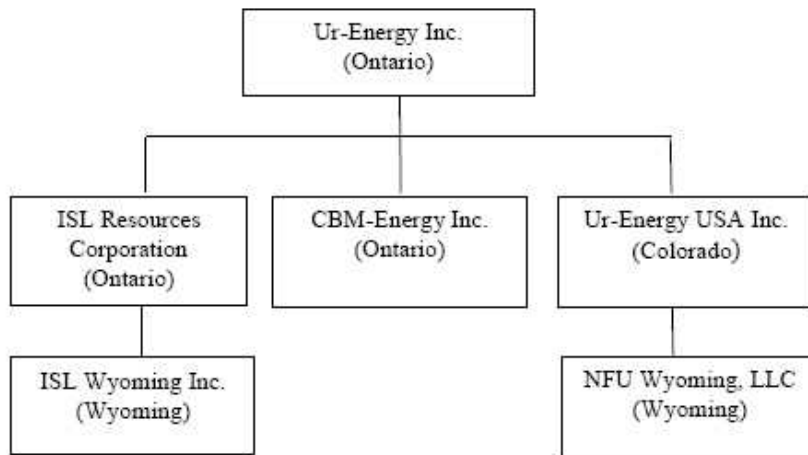 Ur-Energy Inc.
(Ontario)
ISL Resources
Corporation
(Ontario)
CBM-Energy Inc.
(Ontario)
Ur-Energy USA Inc.
(Colorado)
ISL Wyoming Inc.
(Wyoming)
NFU Wyoming, LLC
(Wyoming)